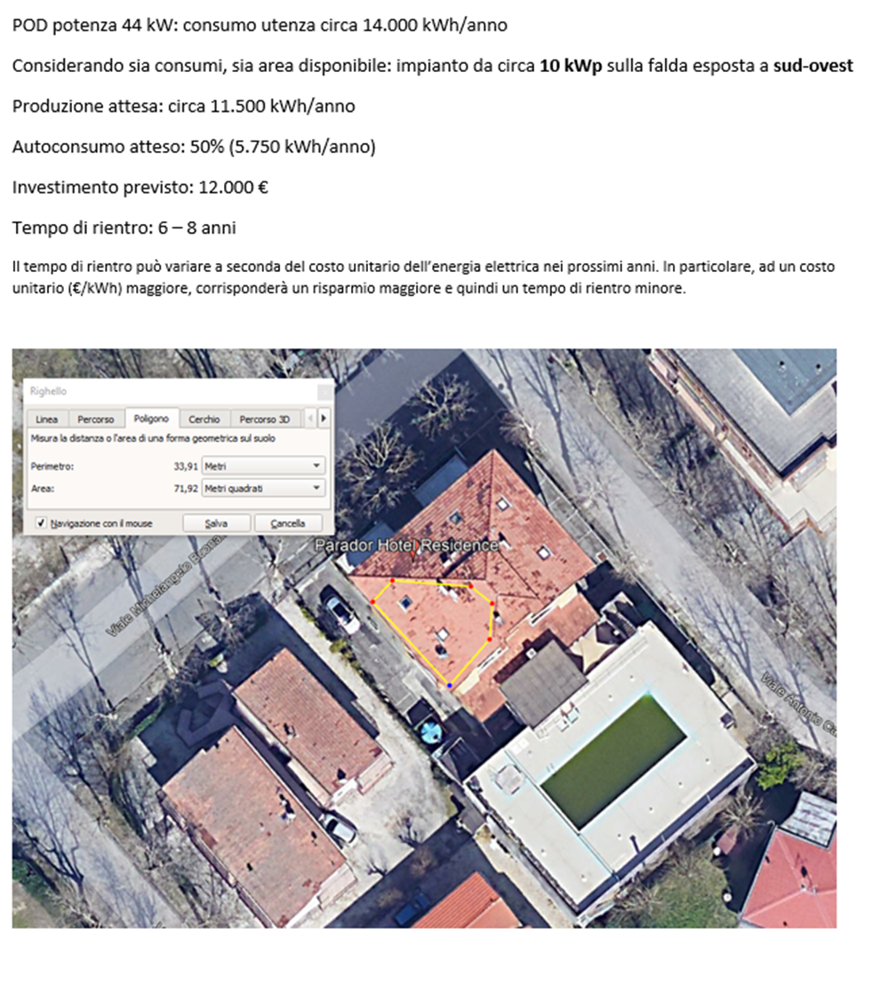 POD potenza 44 kW: consumo utenza circa 14.000 kWh/anno
Considerando sia consumi, sia area disponibile: impianto da circa 10 kWp sulla falda esposta a sud-ovest
Produzione attesa: circa 11.500 kWh/anno
Autoconsumo atteso: 50% (5.750 kWh/anno)
Investimento previsto: 12.000 €
Tempo di rientro: 6 – 8 anni
Il tempo di rientro può variare a seconda del costo unitario dell’energia elettrica nei prossimi anni. In particolare, ad un costo
unitario (€/kWh) maggiore, corrisponderà un risparmio maggiore e quindi un tempo di rientro minore.
Righello
Linea Percorso Poligono Cerchio Percorso 3D
Misura la distanza o l'area di una forma geometrica sul suolo
Perimetro: 33,91 Metri
Area: 71,92 Metri quadrati
Navigazione con il mouse Salva Cancella
Parador Hotel Residence
Viale Michelangelo
Viale Antonio